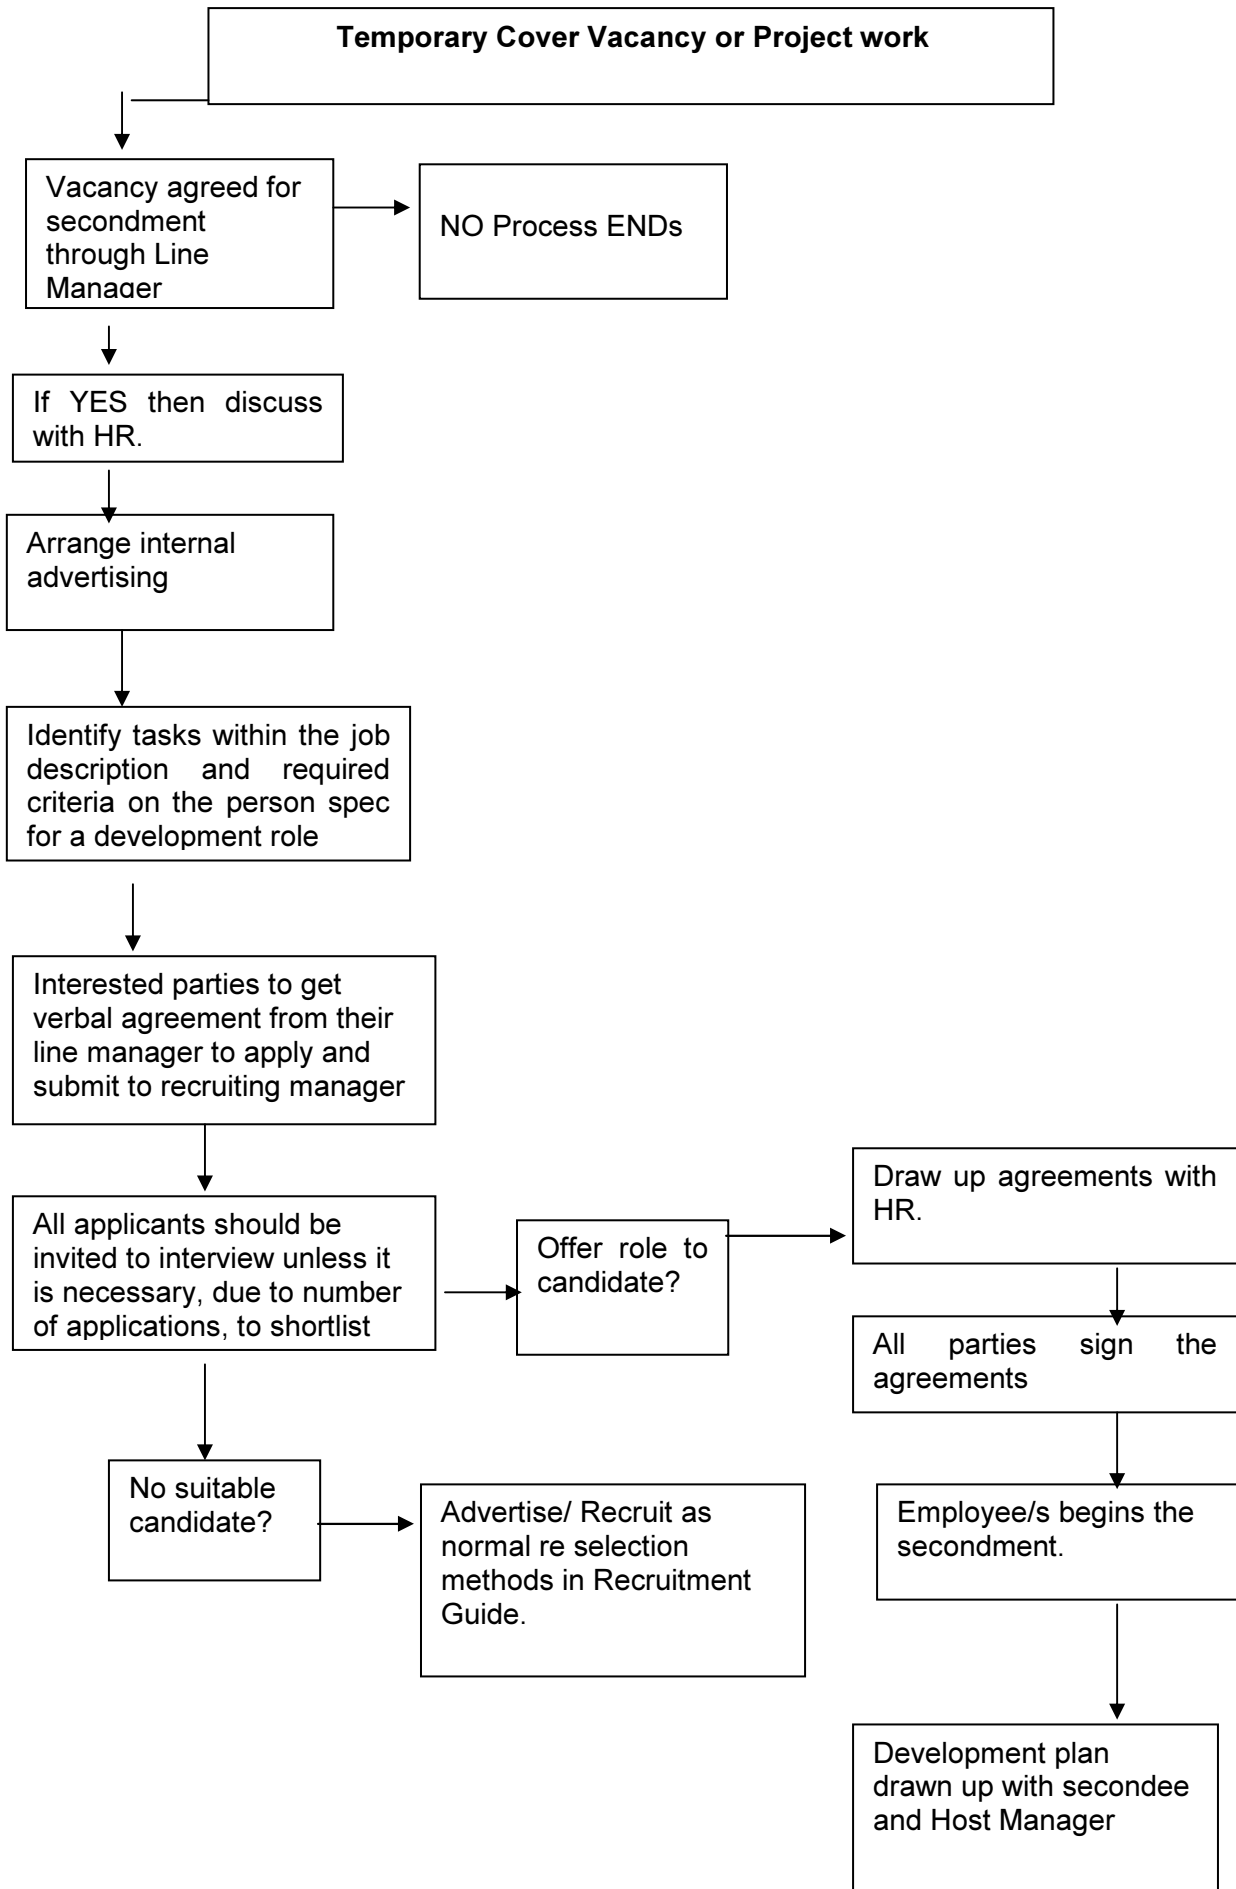 Temporary Cover Vacancy or Project work
Vacancy agreed for
secondment
through Line
Manager
NO Process ENDs
If YES then discuss
with HR.
Arrange internal
advertising
Identify tasks within the job
description and required
criteria on the person spec
for a development role
Interested parties to get
verbal agreement from their
line manager to apply and
submit to recruiting manager
All applicants should be
invited to interview unless it
is necessary, due to number
of applications, to shortlist
Offer role to
candidate?
Draw up agreements with
HR.
All parties sign the
agreements
Employee/s begins the
secondment.
Development plan
drawn up with secondee
and Host Manager
No suitable
candidate?
Advertise/ Recruit as
normal re selection
methods in Recruitment
Guide.